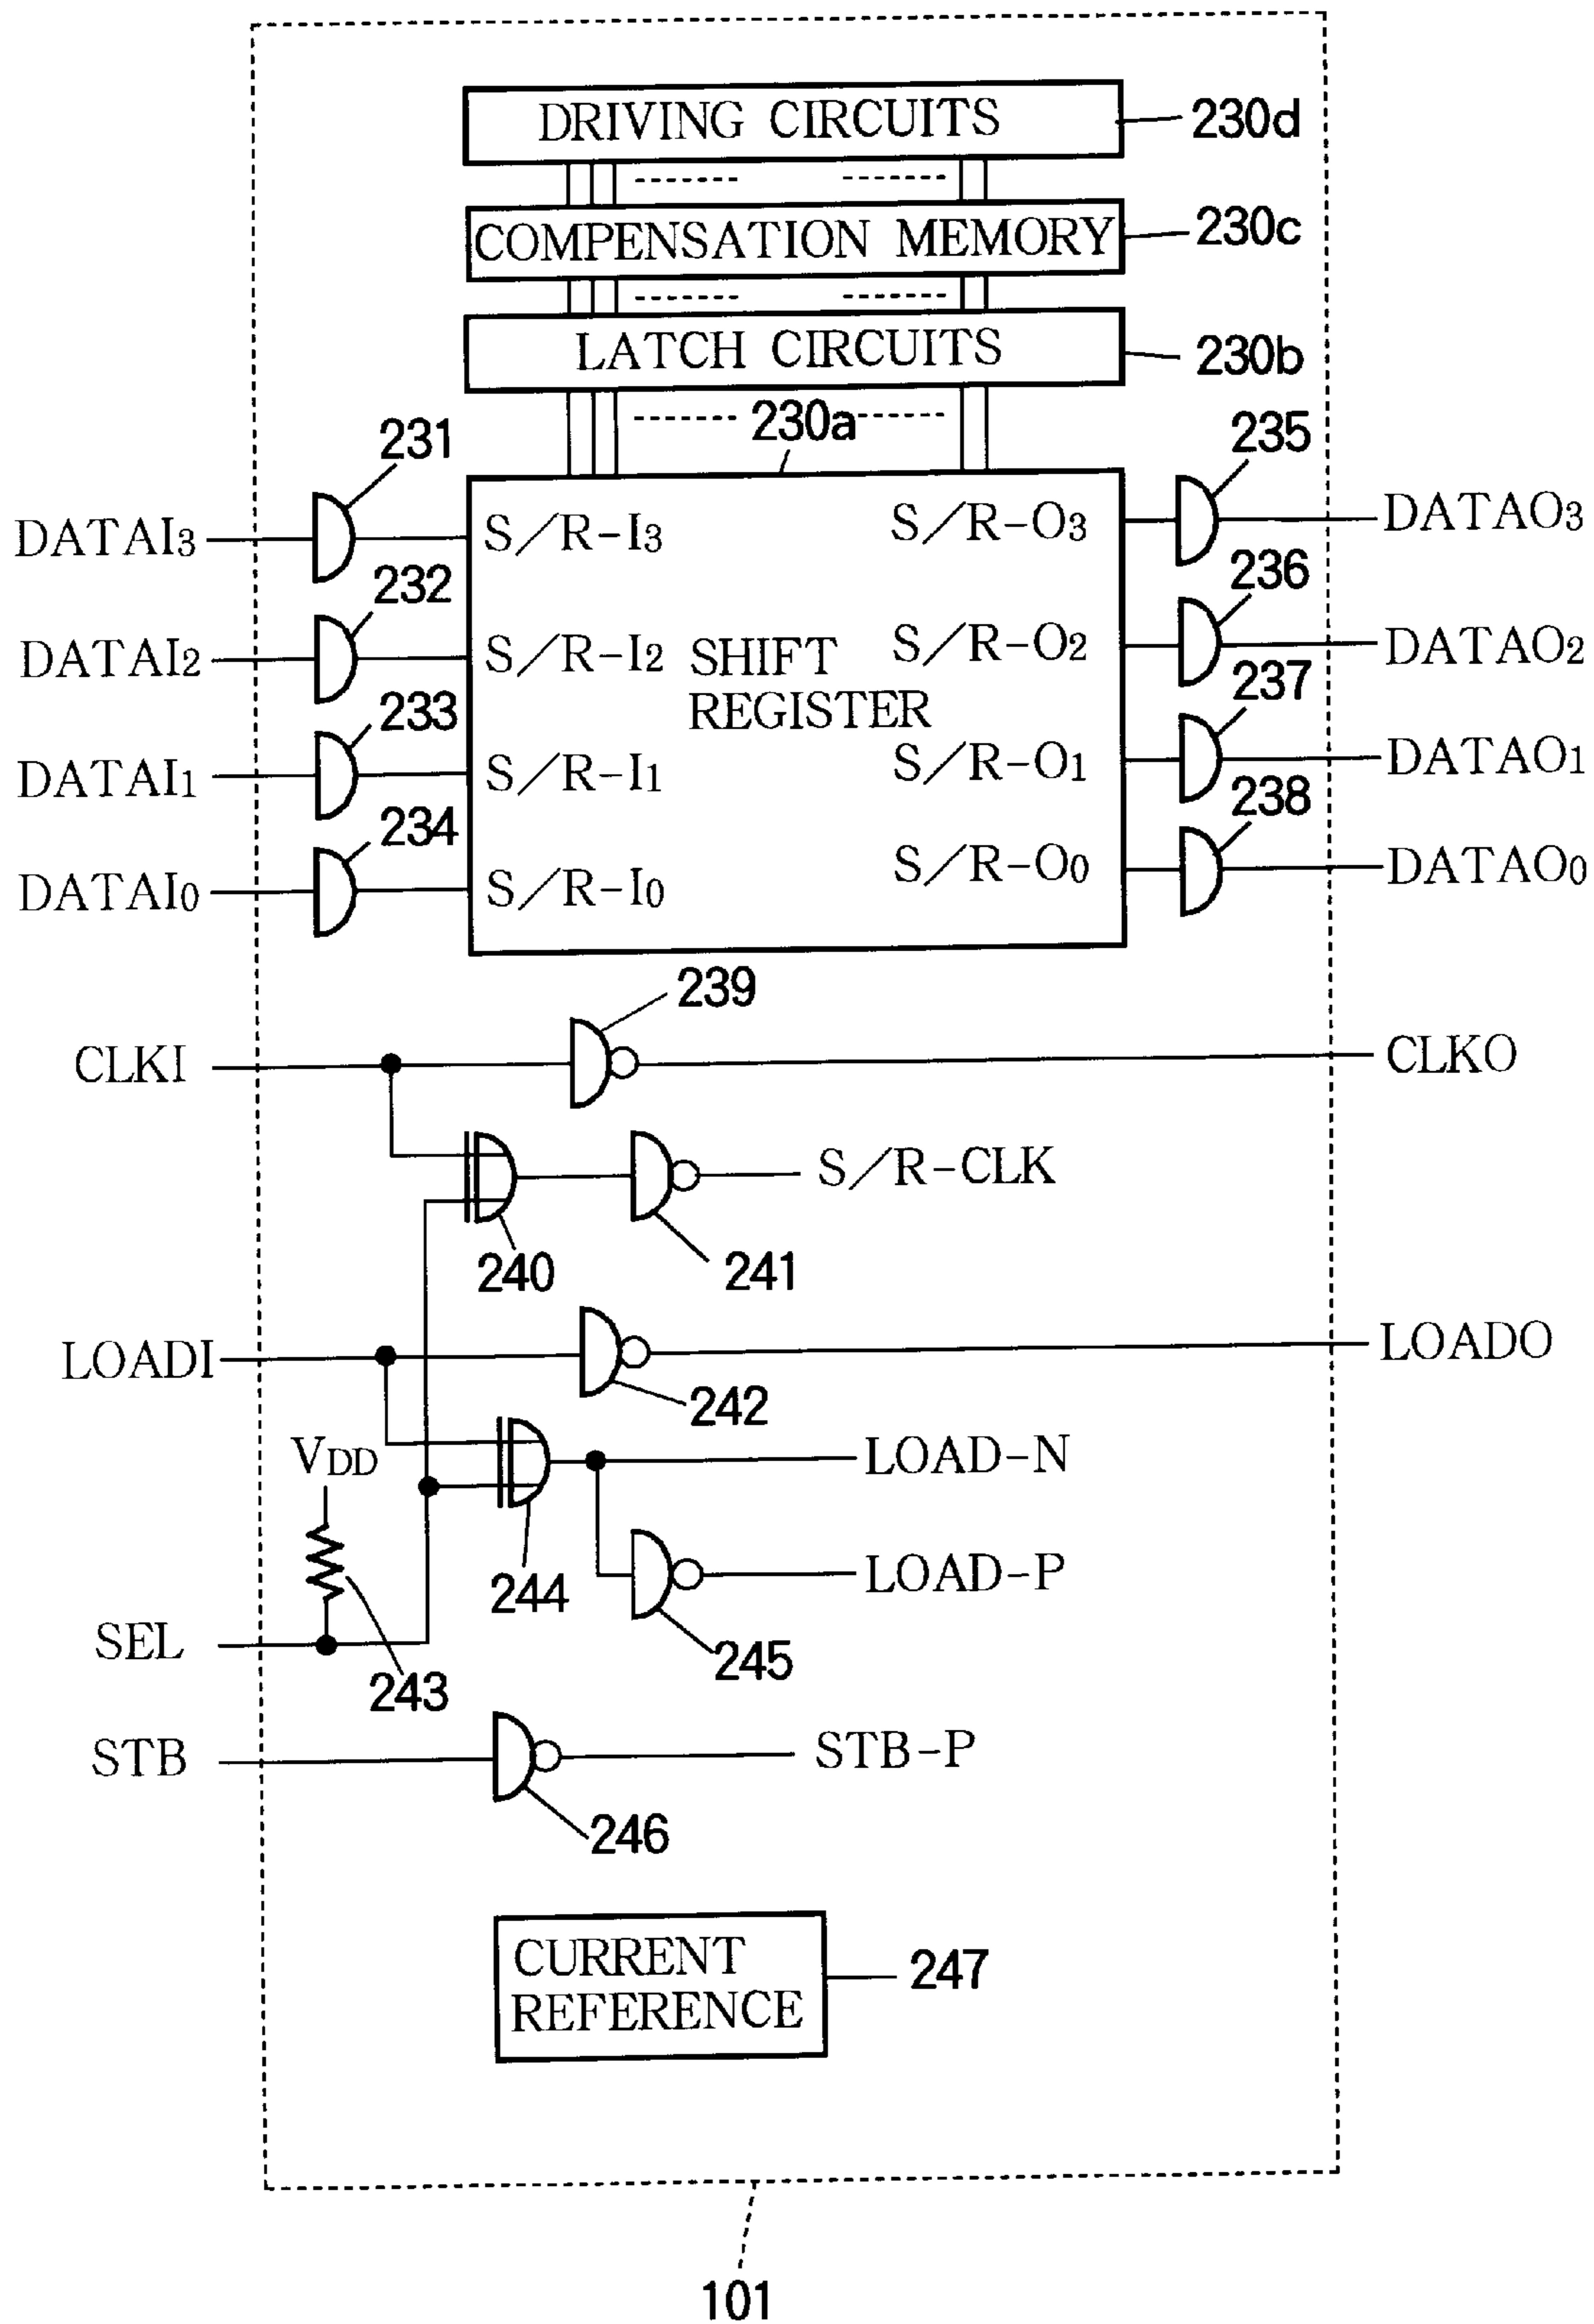 DRIVING CIRCUITS
230d
COMPENSATION MEMORY
230c
LATCH CIRCUITS
230b
230a
231
235
DATAI3
S/R-I3
S/R-O3
DATAO3
232
236
DATAI2
S/R-I2
SHIFT REGISTER
S/R-O2
DATAO2
233
237
DATAI1
S/R-I1
S/R-O1
DATAO1
234
238
DATAI0
S/R-I0
S/R-O0
DATAO0
239
CLKI
CLKO
S/R-CLK
240
241
LOADI
LOADO
242
VDD
LOAD-N
244
LOAD-P
SEL
243
245
STB
STB-P
246
CURRENT
REFERENCE
247
101